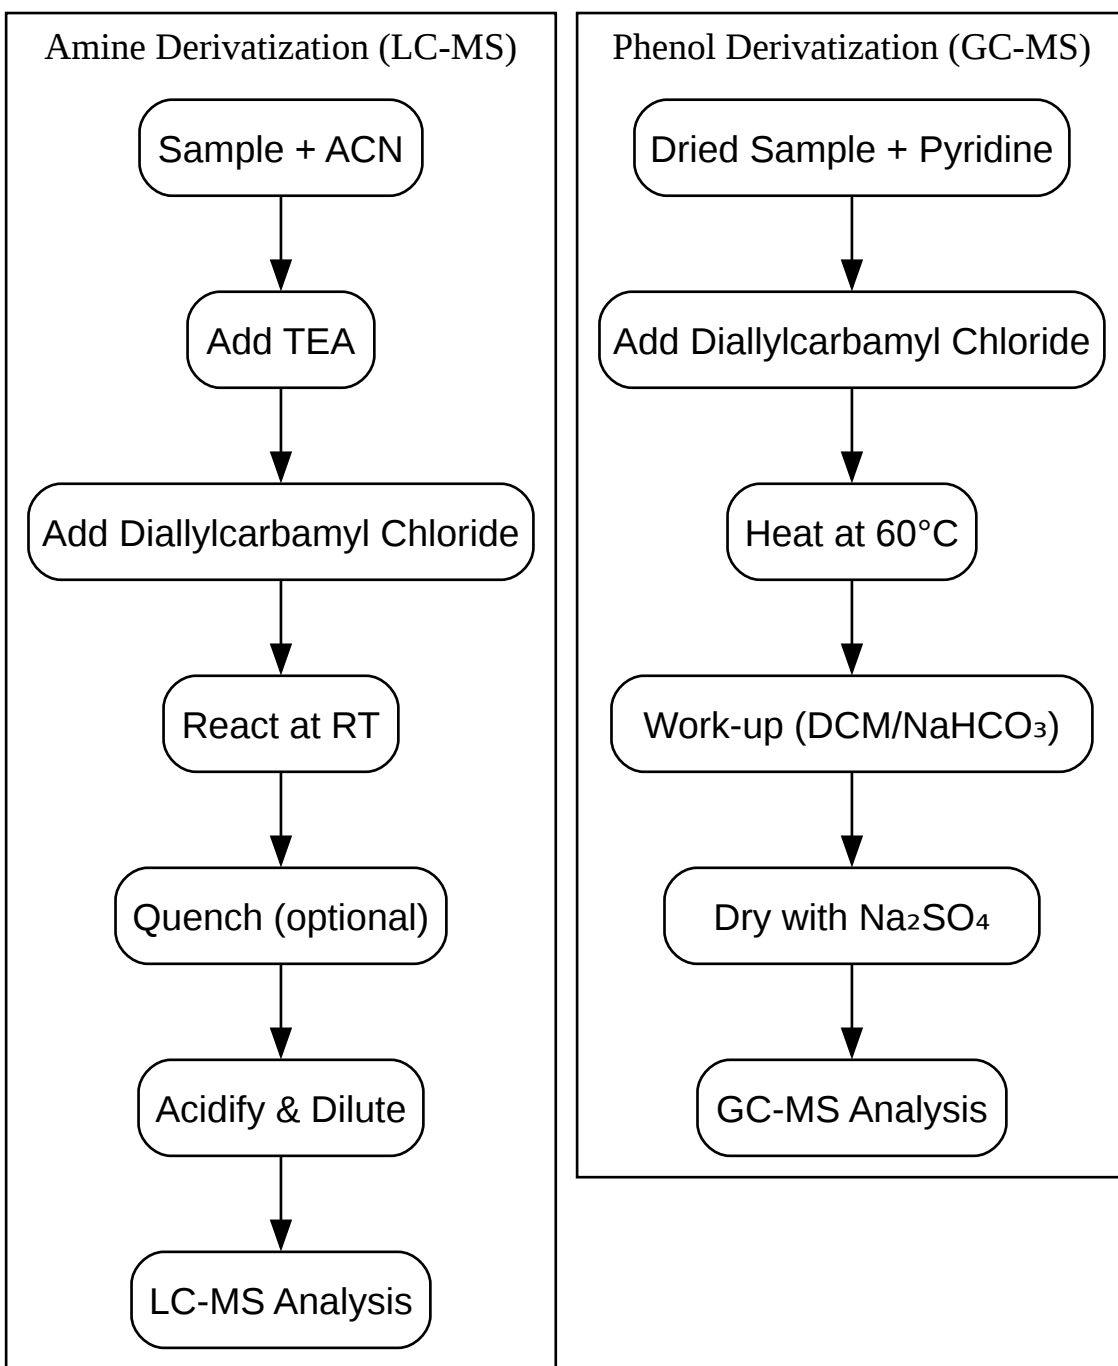 Amine Derivatization (LC-MS)
Sample + ACN
Add TEA
Add Diallylcarbamyl Chloride
React at RT
Quench (optional)
Acidify & Dilute
LC-MS Analysis
Phenol Derivatization (GC-MS)
Dried Sample + Pyridine
Add Diallylcarbamyl Chloride
Heat at 60°C
Work-up (DCM/NaHCO₃)
Dry with Na₂SO₄
GC-MS Analysis